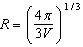 R = (4π/3V)^{1/3}